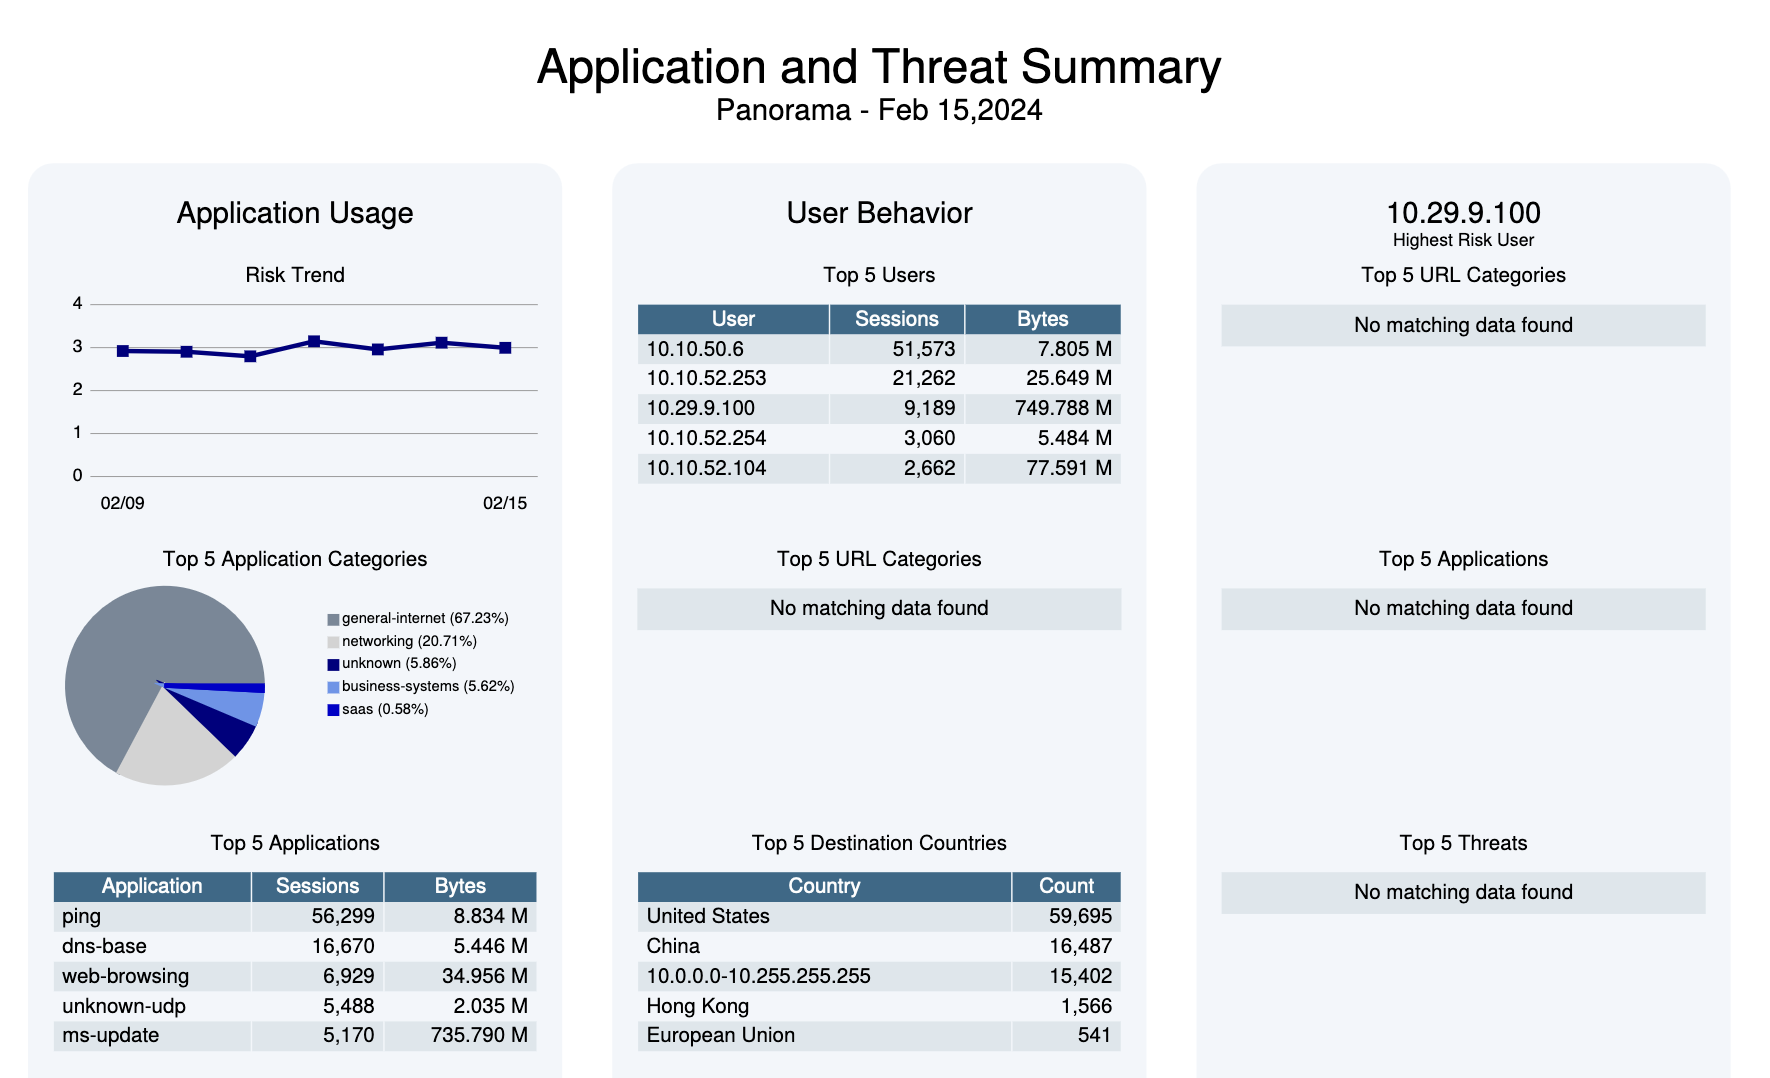 Application and Threat Summary
Panorama - Feb 15,2024
Application Usage
Risk Trend
4
3
2
1
0
02/09 02/15
Top 5 Application Categories
general-internet (67.23%)
networking (20.71%)
unknown (5.86%)
business-systems (5.62%)
saas (0.58%)
Top 5 Applications
Application Sessions Bytes
ping 56,299 8.834 M
dns-base 16,670 5.446 M
web-browsing 6,929 34.956 M
unknown-udp 5,488 2.035 M
ms-update 5,170 735.790 M
User Behavior
Top 5 Users
User Sessions Bytes
10.10.50.6 51,573 7.805 M
10.10.52.253 21,262 25.649 M
10.29.9.100 9,189 749.788 M
10.10.52.254 3,060 5.484 M
10.10.52.104 2,662 77.591 M
Top 5 URL Categories
No matching data found
Top 5 Destination Countries
Country Count
United States 59,695
China 16,487
10.0.0.0-10.255.255.255 15,402
Hong Kong 1,566
European Union 541
10.29.9.100
Highest Risk User
Top 5 URL Categories
No matching data found
Top 5 Applications
No matching data found
Top 5 Threats
No matching data found